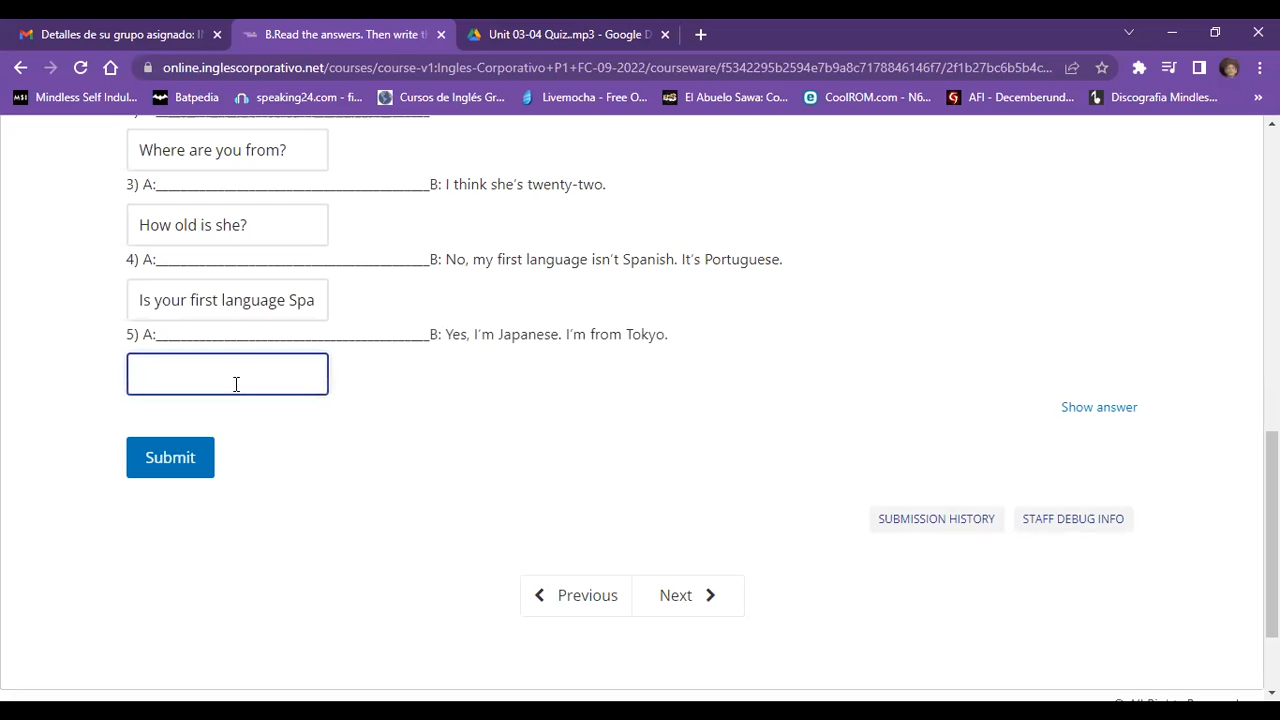 Detalles de su grupo asignado: I
B.Read the answers. Then write t
Unit 03-04 Quiz..mp3 - Google D
online.inglescorporativo.net/courses/course-v1:Ingles-Corporativo+P1+FC-09-2022/courseware/f5342295b2594e7b9a8c7178846146f7/2f1b27bc6b5b4c...
Mindless Self Indul...
Batpedia
speaking24.com - fi...
Cursos de Inglés Gr...
Livemocha - Free O...
El Abuelo Sawa: Co...
CoolROM.com - N6...
AFI - Decemberund...
Discografia Mindles...
»
Where are you from?
3) A:_______________________________________B: I think she's twenty-two.
How old is she?
4) A:_______________________________________B: No, my first language isn't Spanish. It's Portuguese.
Is your first language Spa
5) A:_______________________________________B: Yes, I'm Japanese. I'm from Tokyo.
Show answer
Submit
SUBMISSION HISTORY
STAFF DEBUG INFO
Previous
Next